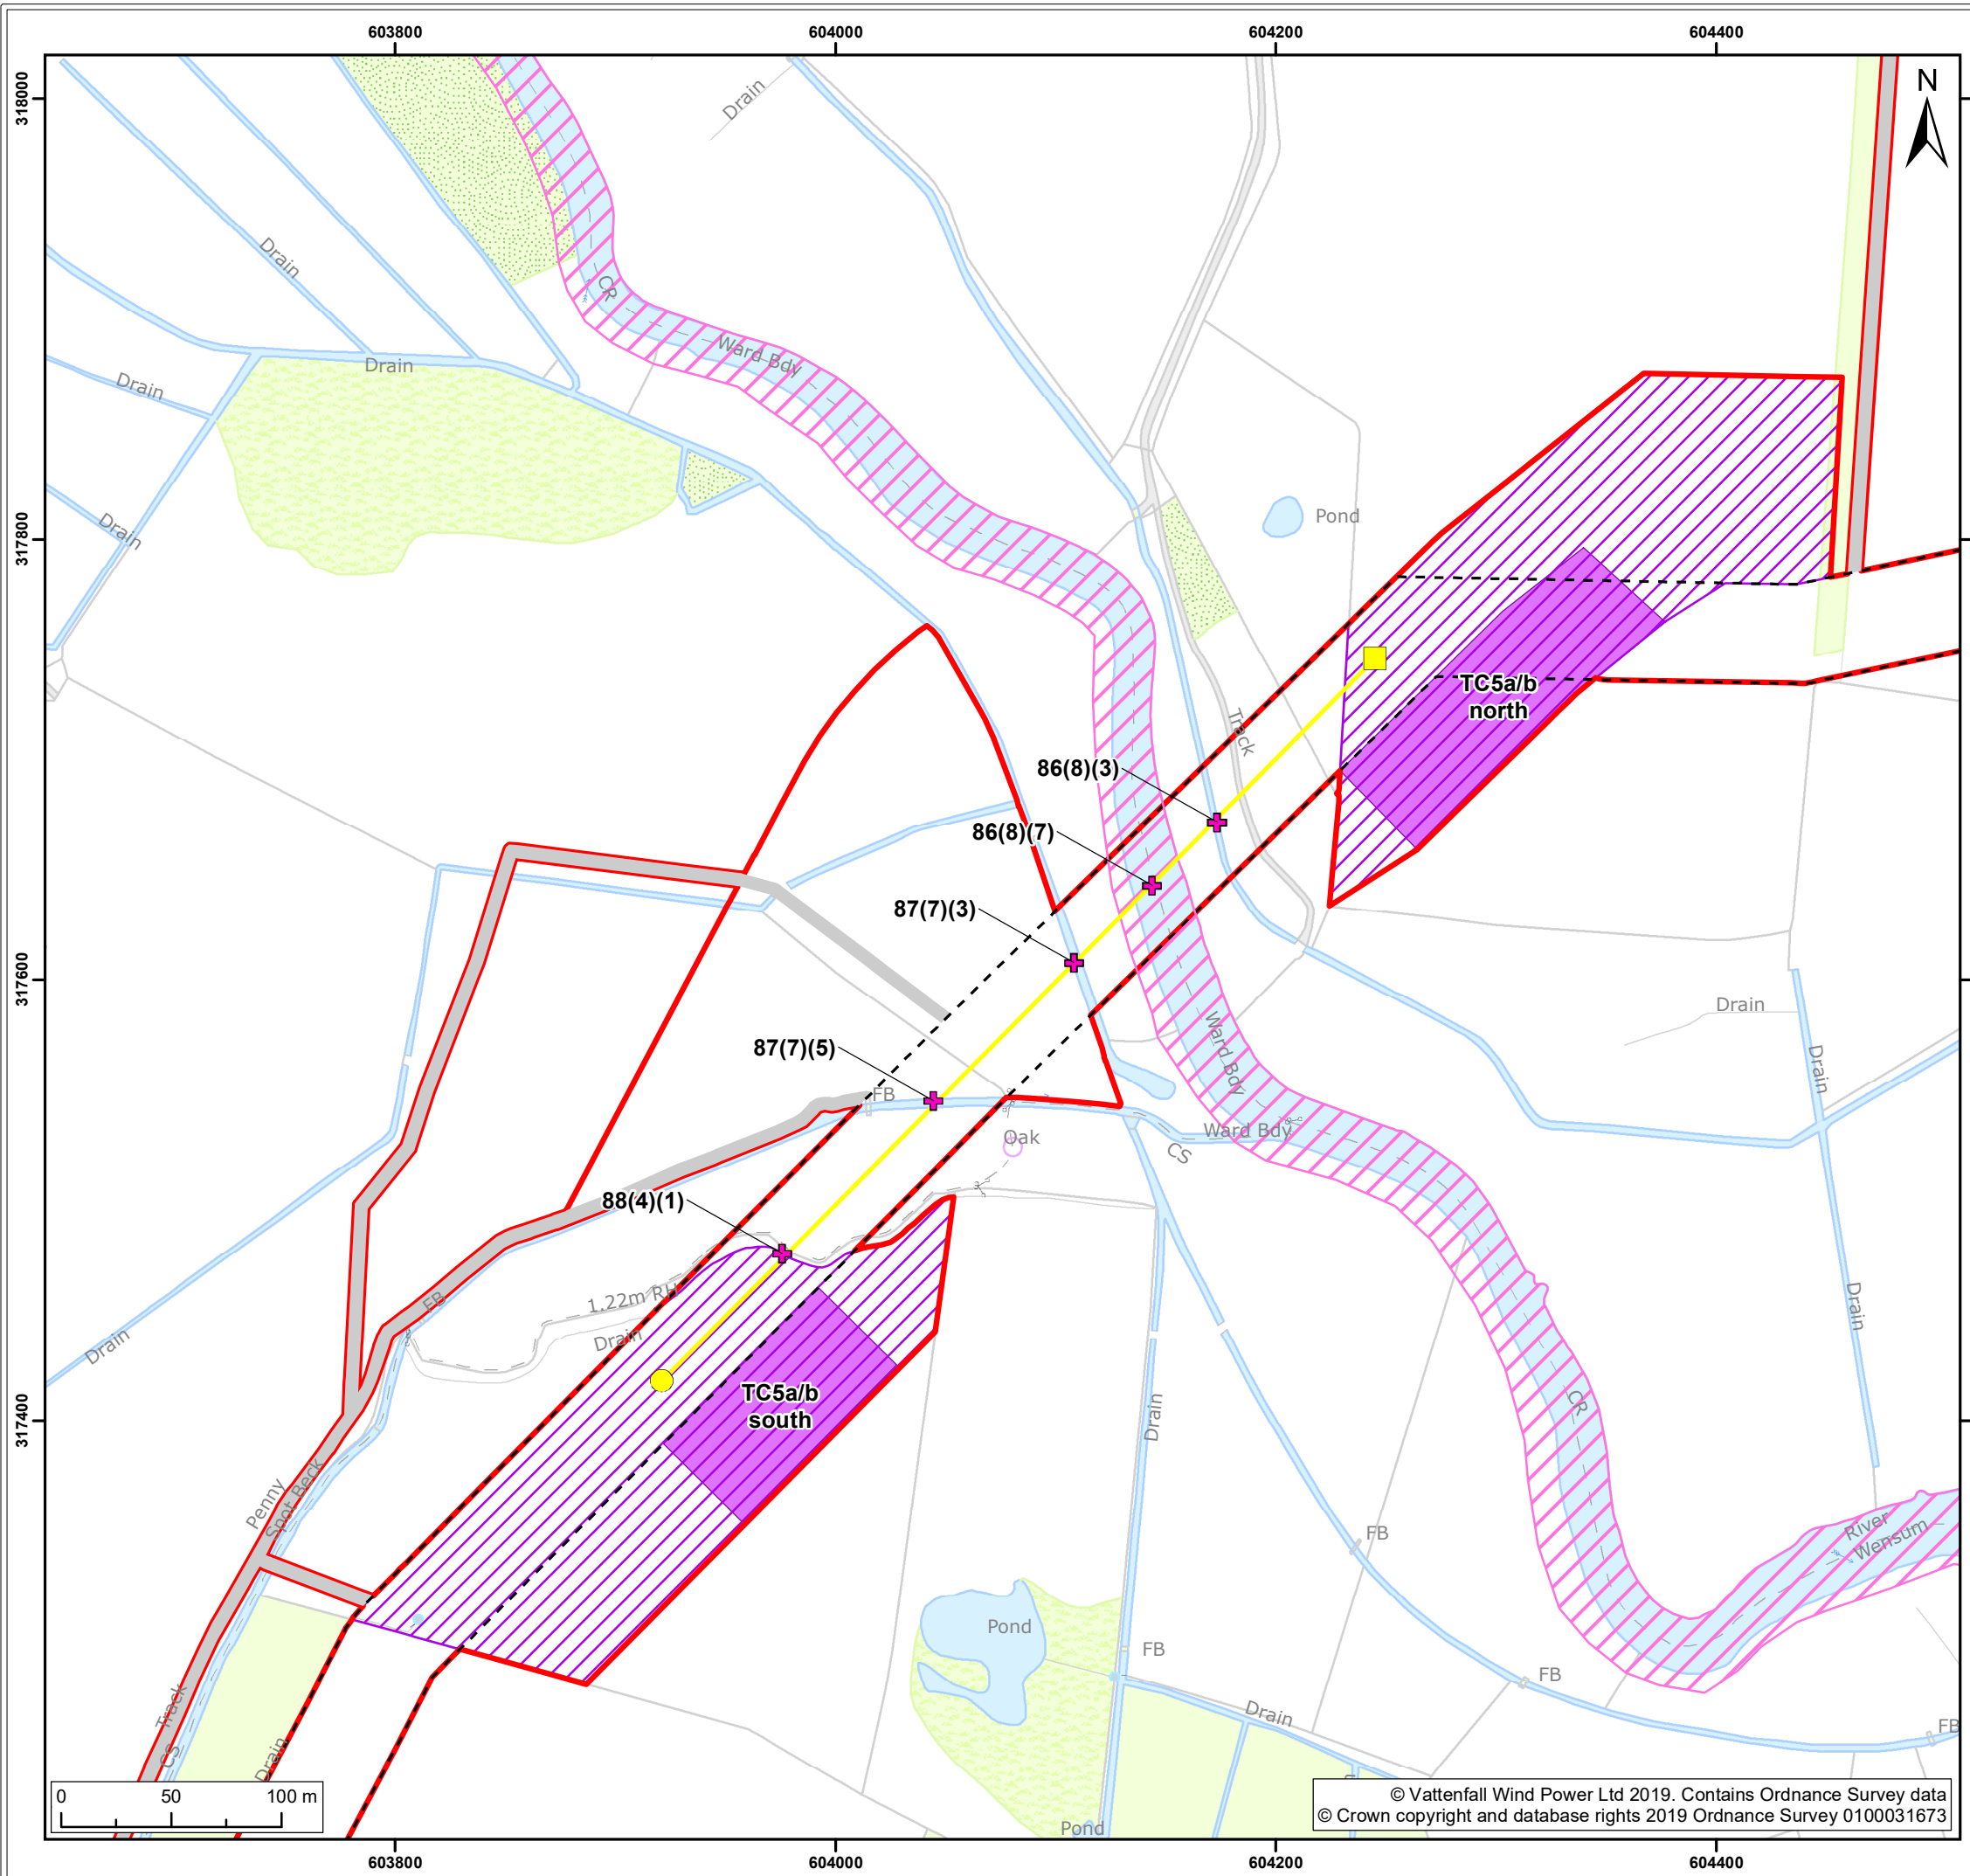 603800
604000
604200
604400
318000
N
Drain
Drain
CR
Ward Bdy
Drain
Drain
Drain
Pond
317800
TC5a/b
north
Track
86(8)(3)
86(8)(7)
87(7)(3)
317600
Drain
87(7)(5)
FB
Ward Bdy
Drain
Oak
Ward Bdy
CS
88(4)(1)
1.22m RH
FB
Drain
Drain
Drain
TC5a/b
south
CR
Drain
317400
Penny
Spot Beck
River
Wensum
FB
Pond
FB
FB
Track
Drain
FB
CS
Drain
0
50
100 m
Pond
© Vattenfall Wind Power Ltd 2019. Contains Ordnance Survey data
© Crown copyright and database rights 2019 Ordnance Survey 0100031673
603800
604000
604200
604400